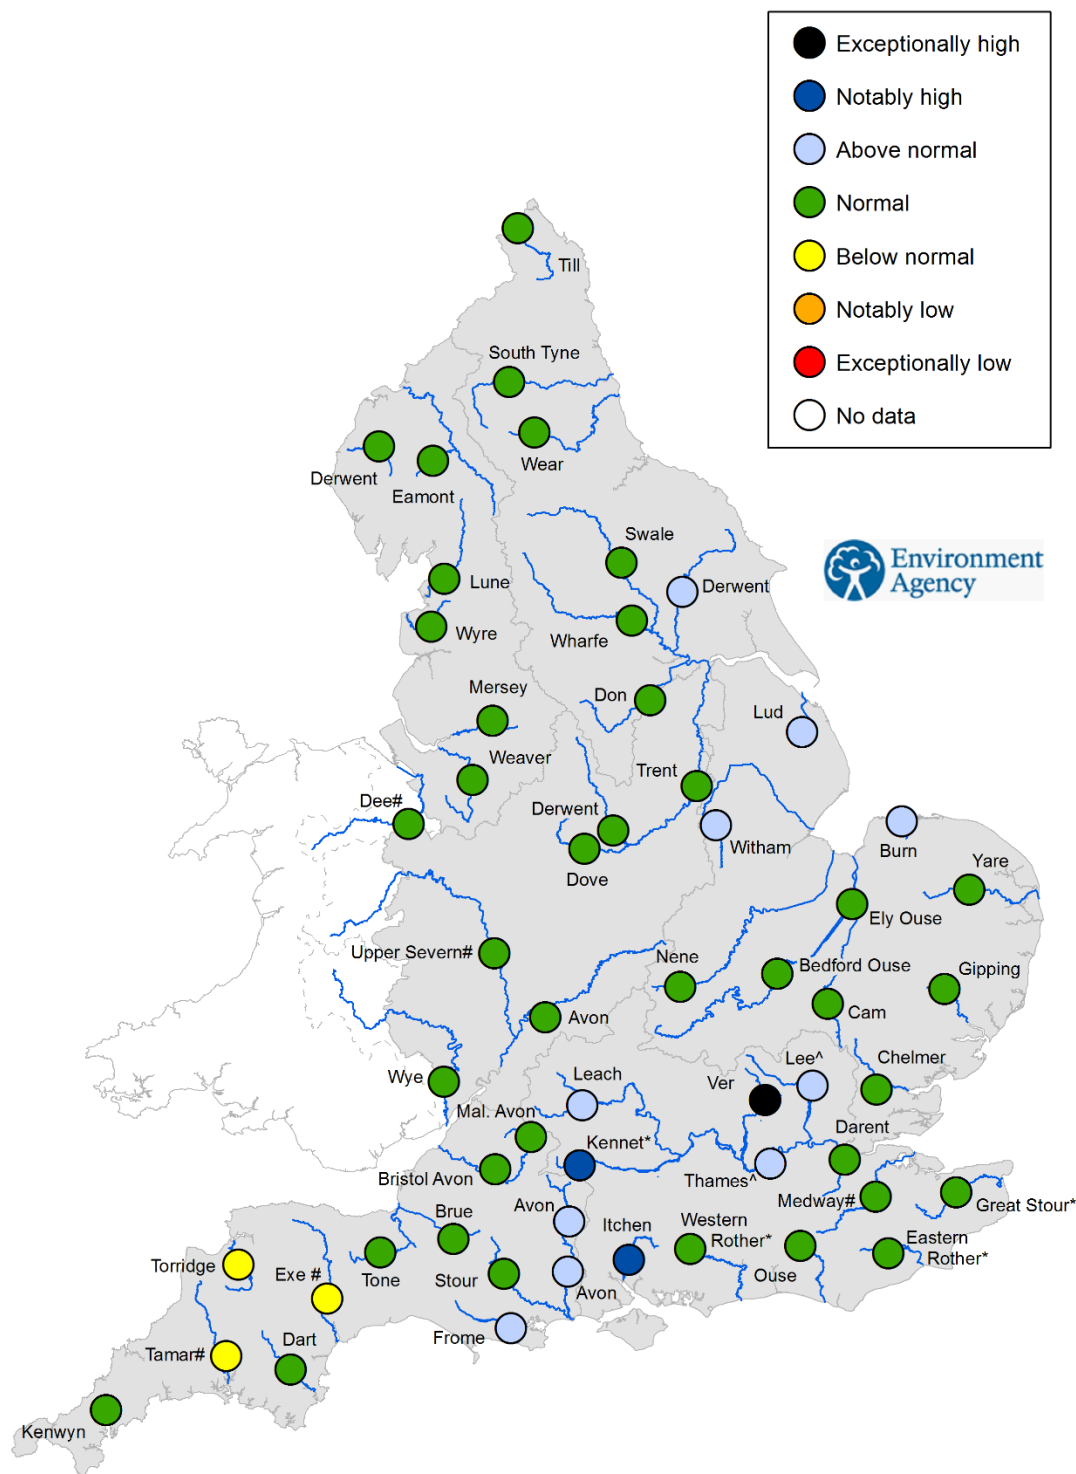 Exceptionally high
Notably high
Above normal
Normal
Below normal
Notably low
Exceptionally low
No data
Till
South Tyne
Wear
Derwent
Eamont
Swale
Environment
Agency
Lune
Derwent
Wyre
Wharfe
Mersey
Don
Lud
Weaver
Trent
Dee#
Derwent
Witham
Burn
Dove
Yare
Ely Ouse
Upper Severn#
Nene
Bedford Ouse
Gipping
Avon
Cam
Lee^
Chelmer
Wye
Leach
Ver
Mal. Avon
Kennet*
Darent
Bristol Avon
Thames^
Medway#
Great Stour*
Avon
Brue
Itchen
Western
Rother*
Eastern
Rother*
Torridge
Exe #
Tone
Stour
Ouse
Avon
Frome
Dart
Tamar#
Kenwyn